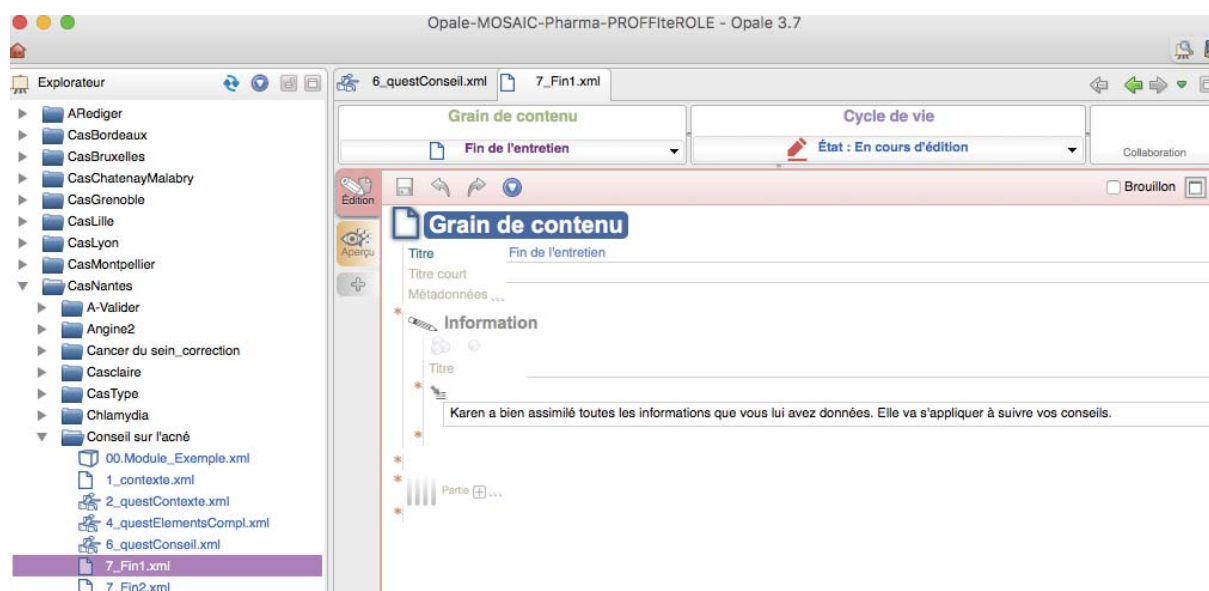 Opale-MOSAIC-Pharma-PROFFIteROLE - Opale 3.7
Explorateur
6_questConseil.xml
7_Fin1.xml
ARediger
CasBordeaux
CasBruxelles
CasChatenayMalabry
CasGrenoble
CasLille
CasLyon
CasMontpellier
CasNantes
A-Valider
Angine2
Cancer du sein_correction
Casclaire
CasType
Chlamydia
Conseil sur l'acné
00.Module_Exemple.xml
1_contexte.xml
2_questContexte.xml
4_questElementsCompl.xml
6_questConseil.xml
7_Fin1.xml
7_Fin2.xml
Grain de contenu
Fin de l'entretien
Cycle de vie
État : En cours d'édition
Collaboration
Édition
Aperçu
Brouillon
Grain de contenu
Titre Fin de l'entretien
Titre court
Métadonnées ...
Information
Titre
Karen a bien assimilé toutes les informations que vous lui avez données. Elle va s'appliquer à suivre vos conseils.
Partie ...